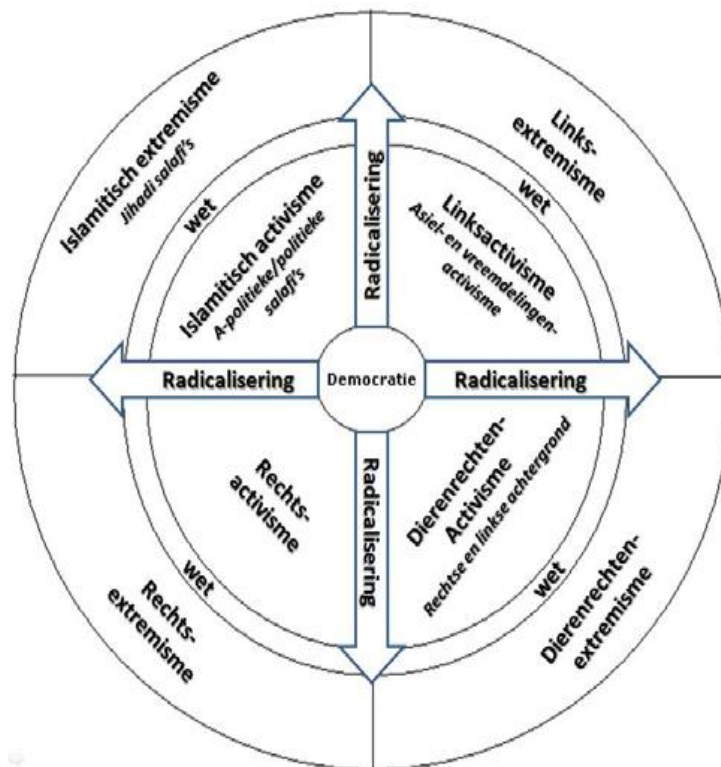 Islamitisch extremisme
Jihadi salafi's
Links-
extremisme
wet
wet
Islamitisch activisme
A-politieke/politieke
salafi's
Radicalisering
Linksactivisme
Asiel- en vreemdelingen-
activisme
Radicalisering
Democratie
Radicalisering
Rechts-
activisme
Radicalisering
Dierenrechten-
Activisme
Rechtse en linkse achtergrond
wet
wet
Rechts-
extremisme
Dierenrechten-
extremisme